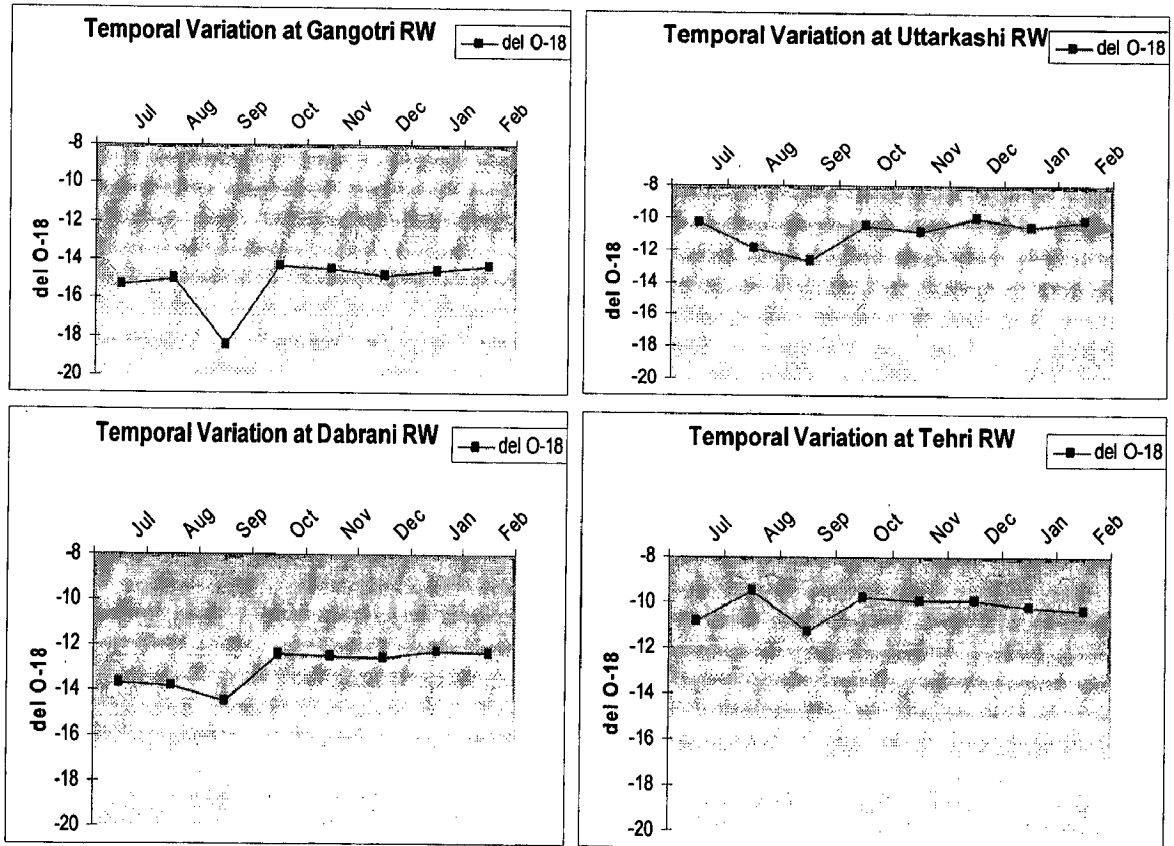 Temporal Variation at Gangotri RW
del O-18
Jul Aug Sep Oct Nov Dec Jan Feb
-8
-10
-12
-14
-16
-18
-20
del O-18
Temporal Variation at Uttarkashi RW
del O-18
Jul Aug Sep Oct Nov Dec Jan Feb
-8
-10
-12
-14
-16
-18
-20
del O-18
Temporal Variation at Dabrani RW
del O-18
Jul Aug Sep Oct Nov Dec Jan Feb
-8
-10
-12
-14
-16
-18
-20
del O-18
Temporal Variation at Tehri RW
del O-18
Jul Aug Sep Oct Nov Dec Jan Feb
-8
-10
-12
-14
-16
-18
-20
del O-18